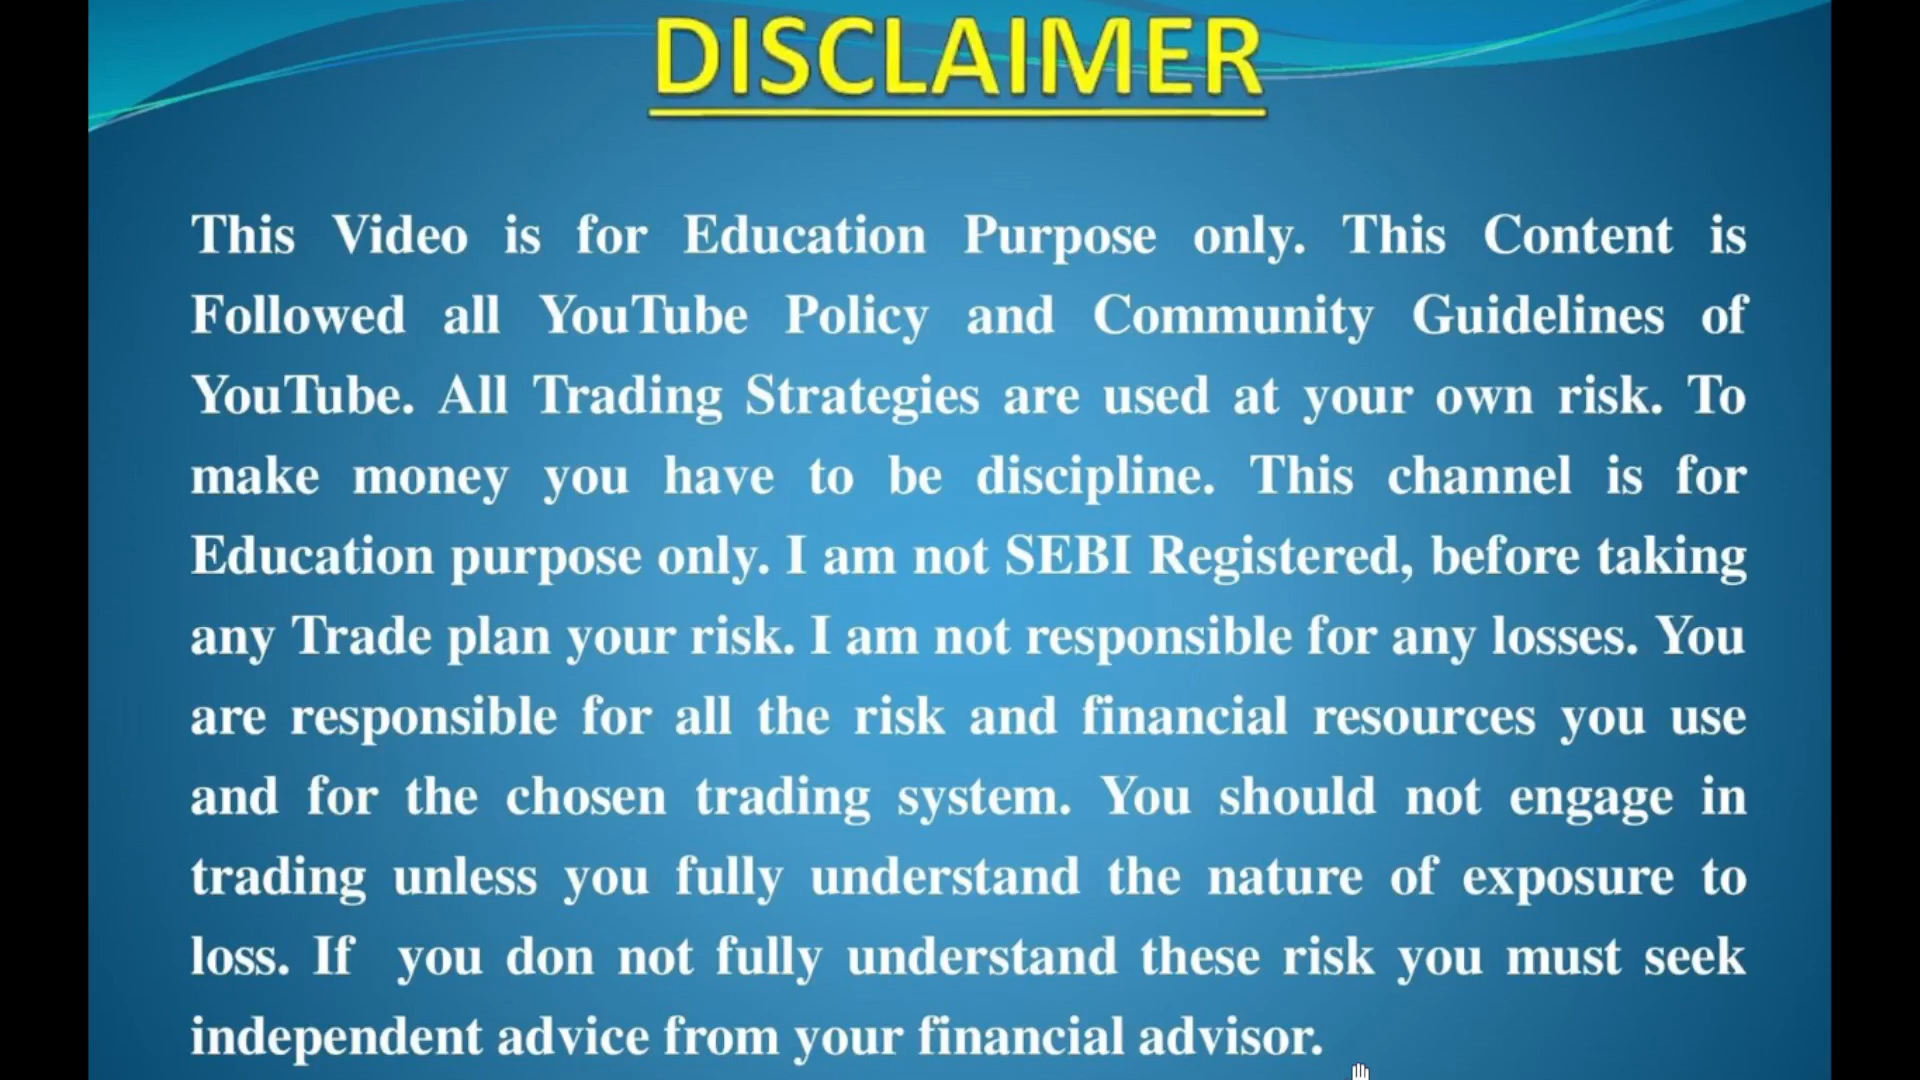 DISCLAIMER
This Video is for Education Purpose only. This Content is
Followed all YouTube Policy and Community Guidelines of
YouTube. All Trading Strategies are used at your own risk. To
make money you have to be discipline. This channel is for
Education purpose only. I am not SEBI Registered, before taking
any Trade plan your risk. I am not responsible for any losses. You
are responsible for all the risk and financial resources you use
and for the chosen trading system. You should not engage in
trading unless you fully understand the nature of exposure to
loss. If you don not fully understand these risk you must seek
independent advice from your financial advisor.